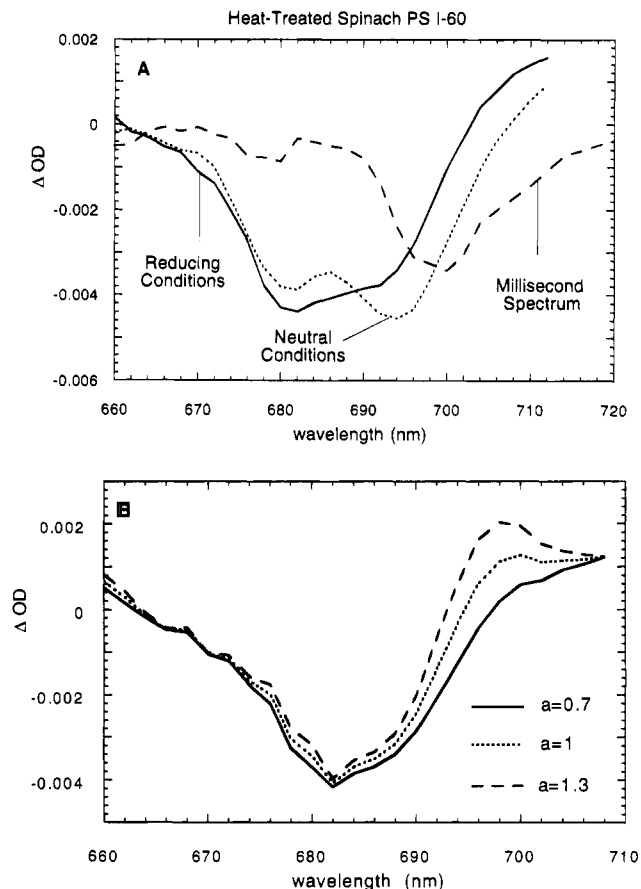 Heat-Treated Spinach PS I-60
A
0.002
0
-0.002
-0.004
-0.006
Δ OD
Reducing
Conditions
Neutral
Conditions
Millisecond
Spectrum
660 670 680 690 700 710 720
wavelength (nm)
B
0.002
0
-0.002
-0.004
Δ OD
a=0.7
a=1
a=1.3
660 670 680 690 700 710
wavelength (nm)